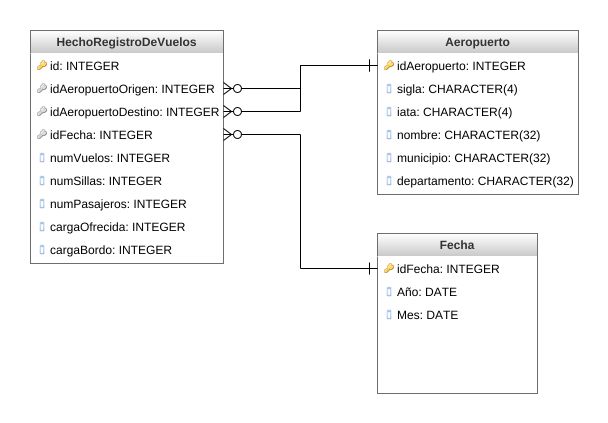 HechoRegistroDeVuelos
id: INTEGER
idAeropuertoOrigen: INTEGER
idAeropuertoDestino: INTEGER
idFecha: INTEGER
numVuelos: INTEGER
numSillas: INTEGER
numPasajeros: INTEGER
cargaOfrecida: INTEGER
cargaBordo: INTEGER
Aeropuerto
idAeropuerto: INTEGER
sigla: CHARACTER(4)
iata: CHARACTER(4)
nombre: CHARACTER(32)
municipio: CHARACTER(32)
departamento: CHARACTER(32)
Fecha
idFecha: INTEGER
Año: DATE
Mes: DATE